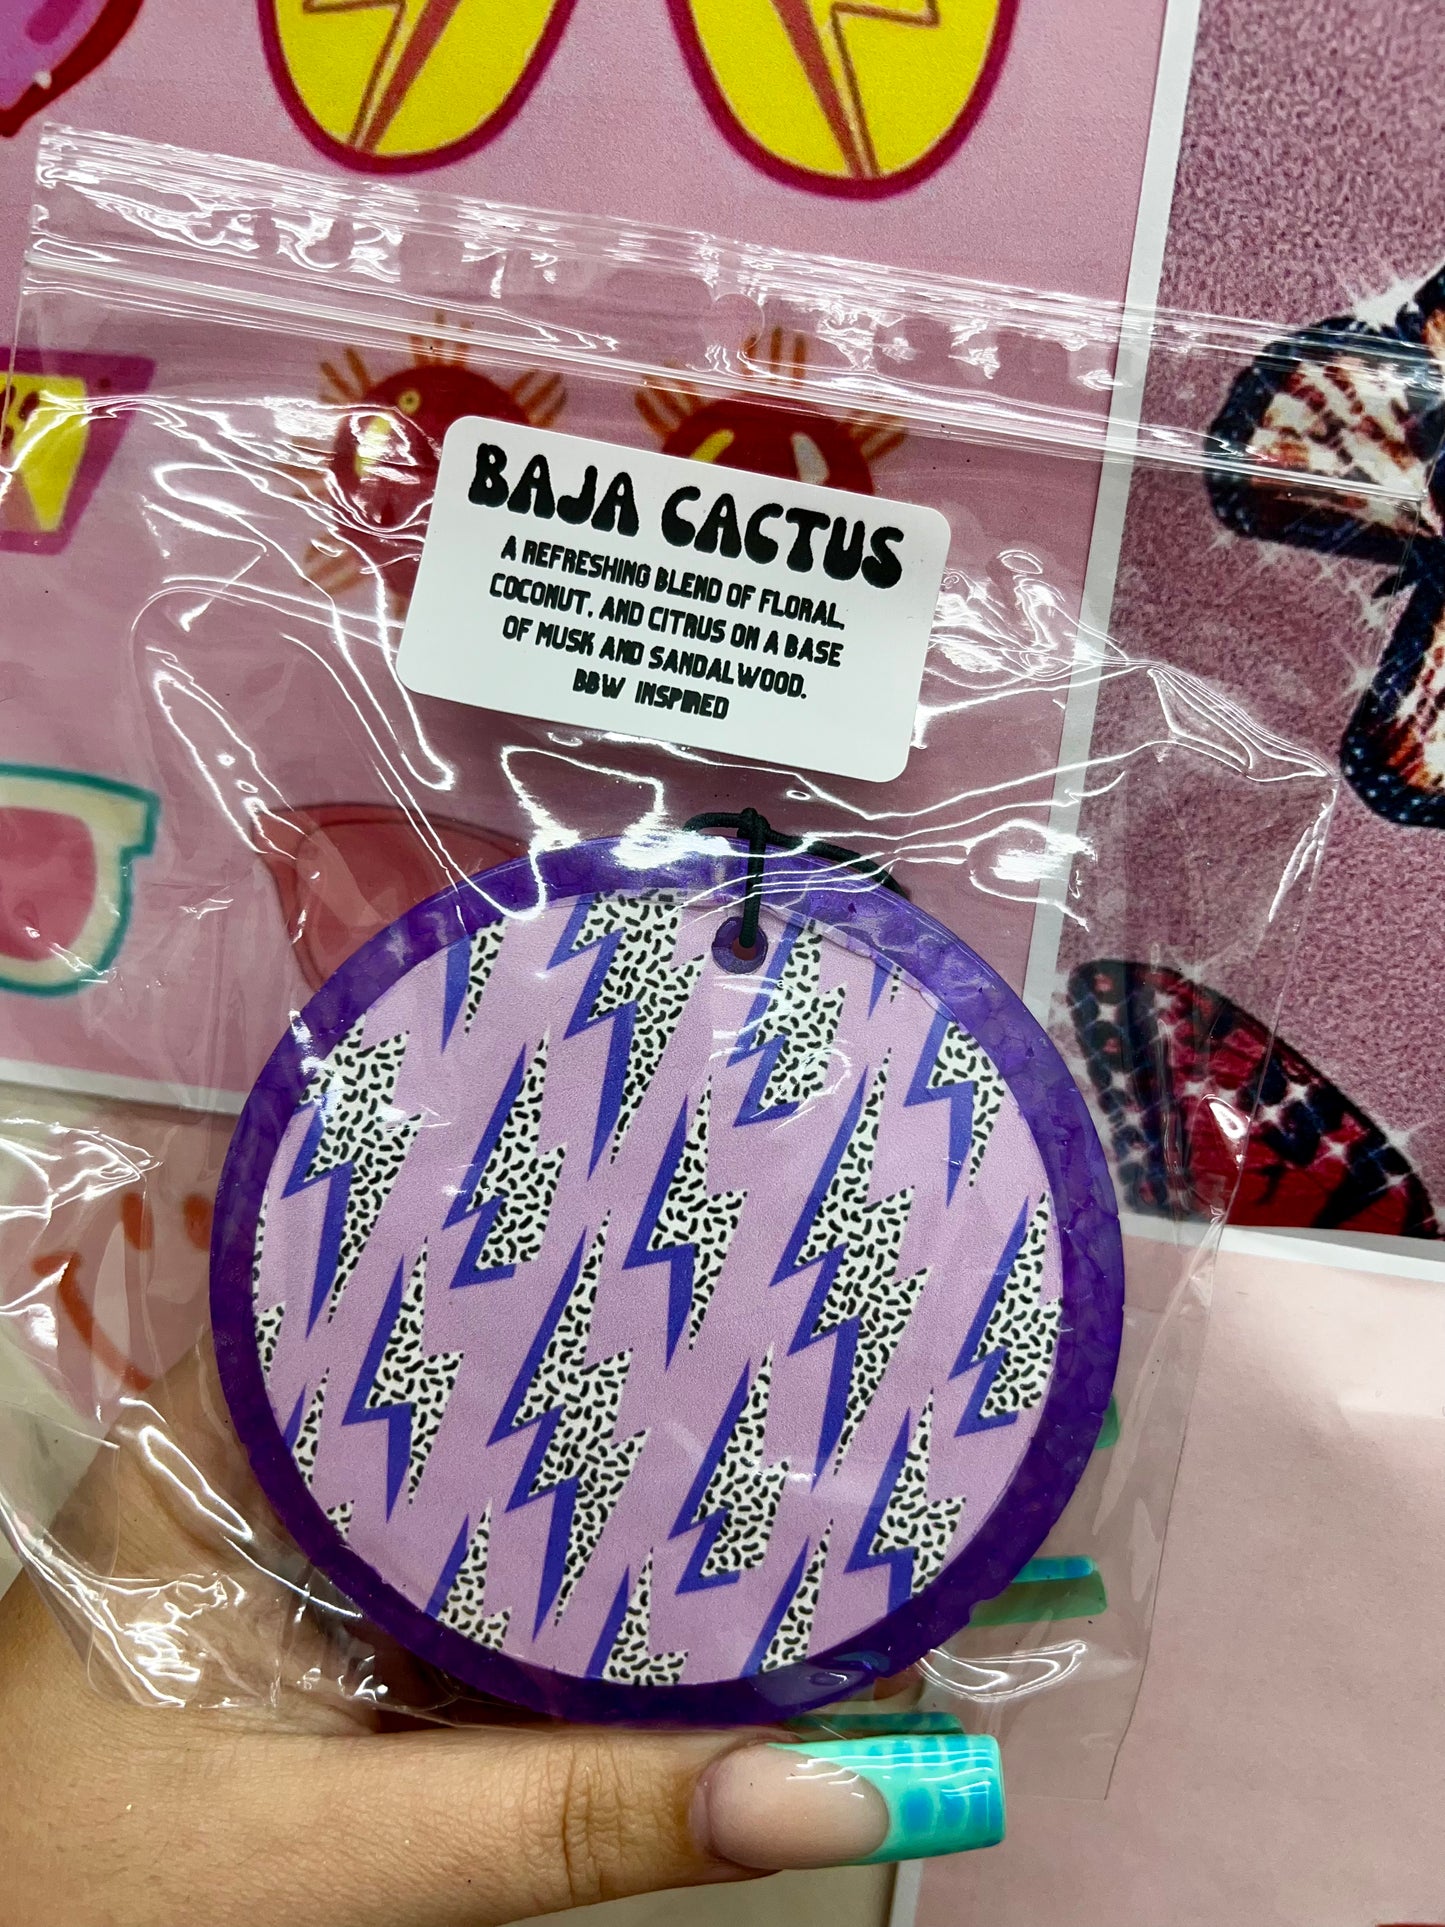 BAJA CACTUS
A REFRESHING BLEND OF FLORAL,
COCONUT, AND CITRUS ON A BASE
OF MUSK AND SANDALWOOD.
BBW INSPIRED